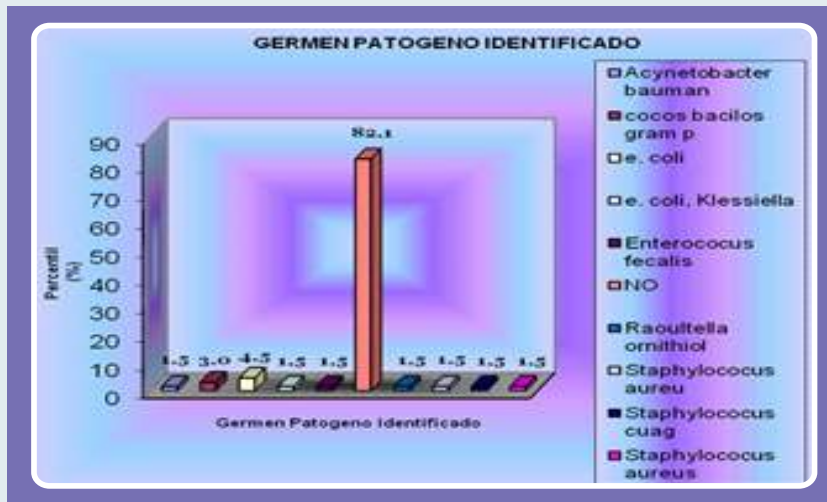 GERMEN PATOGENO IDENTIFICADO
Percentil
(%)
90
80
70
60
50
40
30
20
10
0
1.5 3.0 4.5 1.5 1.5 82.1 1.5 1.5 1.5 1.5
Germen Patogeno Identificado
Acynetobacter
bauman
cocos bacilos
gram p
e. coli
e. coli, Klessiella
Enterococus
fecalis
NO
Raoultella
ornithiol
Staphylococus
aureu
Staphylococus
cuag
Staphylococus
aureus